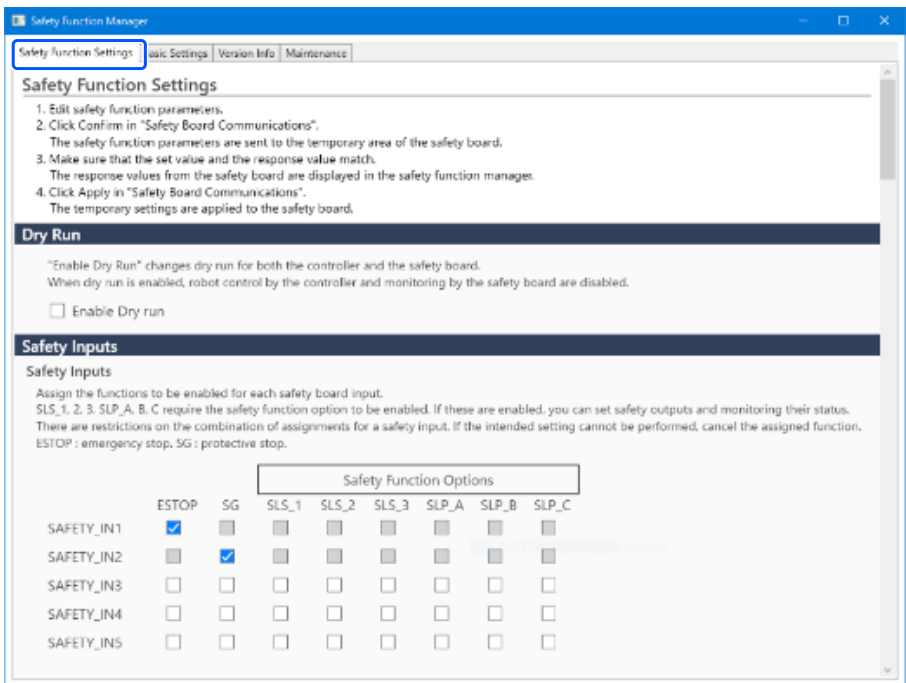 Safety Function Manager
Safety Function Settings asic Settings Version Info Maintenance
Safety Function Settings
1. Edit safety function parameters.
2. Click Confirm in "Safety Board Communications".
The safety function parameters are sent to the temporary area of the safety board.
3. Make sure that the set value and the response value match.
The response values from the safety board are displayed in the safety function manager.
4. Click Apply in "Safety Board Communications".
The temporary settings are applied to the safety board.
Dry Run
"Enable Dry Run" changes dry run for both the controller and the safety board.
When dry run is enabled, robot control by the controller and monitoring by the safety board are disabled.
Enable Dry run
Safety Inputs
Safety Inputs
Assign the functions to be enabled for each safety board input.
SLS_1, 2, 3, SLP_A, B, C require the safety function option to be enabled. If these are enabled, you can set safety outputs and monitoring their status.
There are restrictions on the combination of assignments for a safety input. If the intended setting cannot be performed, cancel the assigned function.
ESTOP : emergency stop, SG : protective stop.
Safety Function Options
ESTOP SG SLS_1 SLS_2 SLS_3 SLP_A SLP_B SLP_C
SAFETY_IN1
SAFETY_IN2
SAFETY_IN3
SAFETY_IN4
SAFETY_IN5